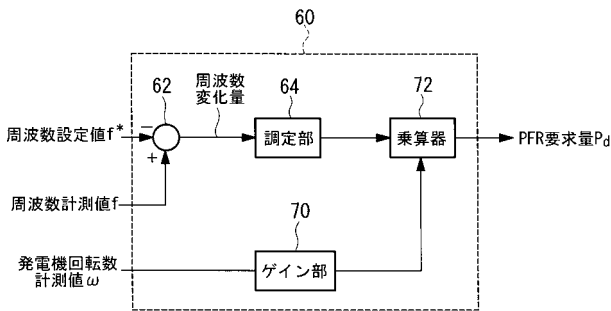 60
62
周波数
変化量
64
72
周波数設定値f*
−
+
調定部
乗算器
PFR要求量Pd
周波数計測値f
70
発電機回転数
計測値ω
ゲイン部